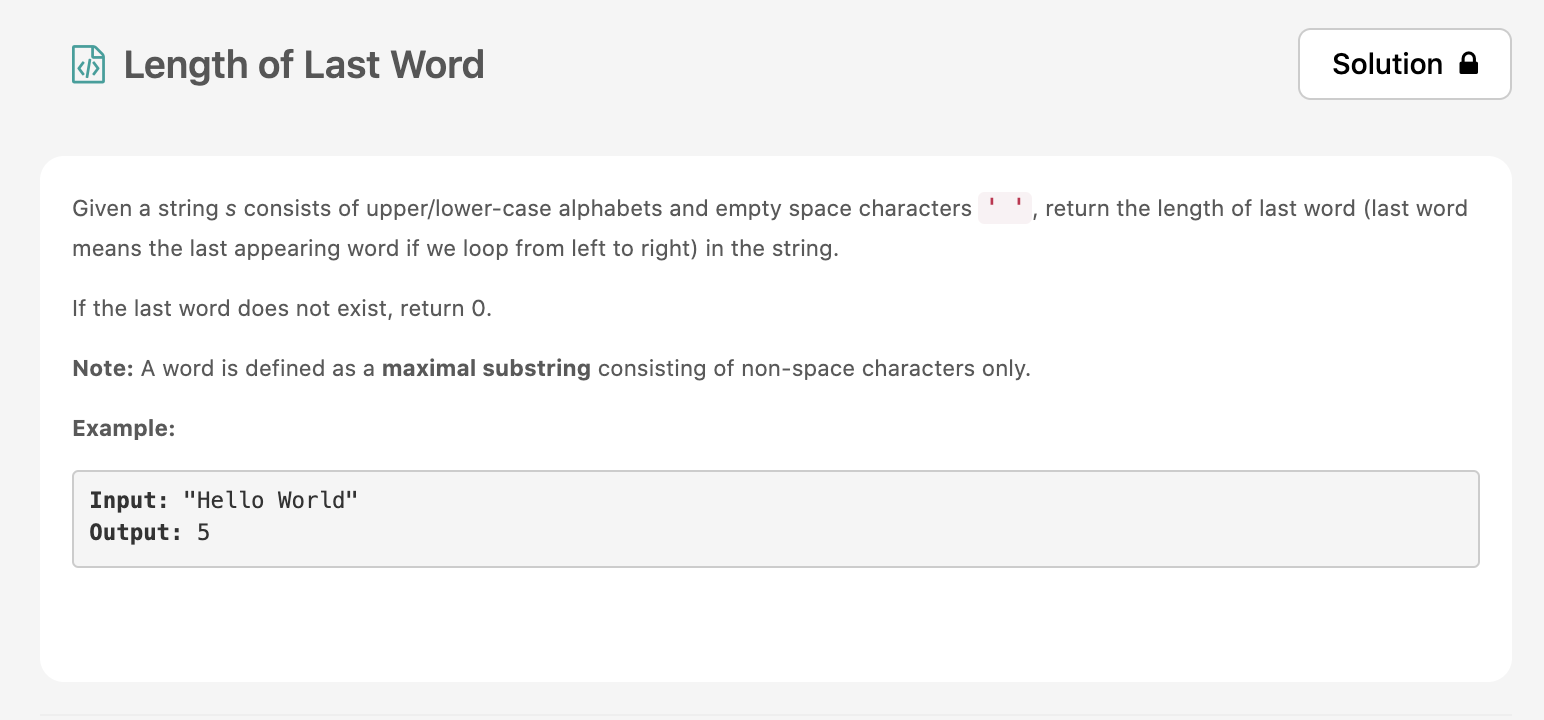 Length of Last Word
Solution
Given a string s consists of upper/lower-case alphabets and empty space characters ' ', return the length of last word (last word
means the last appearing word if we loop from left to right) in the string.
If the last word does not exist, return 0.
Note: A word is defined as a maximal substring consisting of non-space characters only.
Example:
Input: "Hello World"
Output: 5